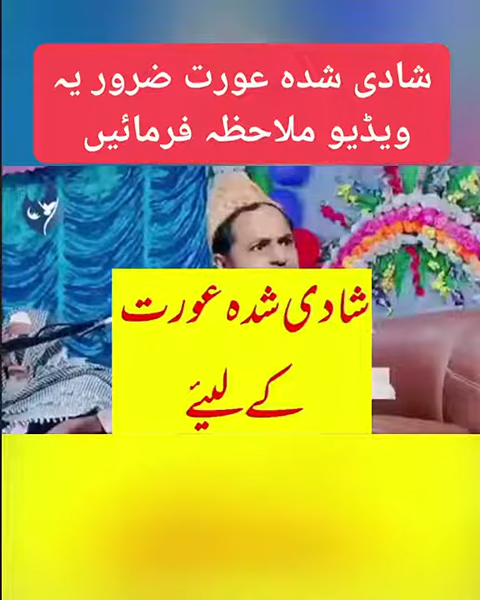 شادی شدہ عورت ضرور یہ
ویڈیو ملاحظہ فرمائیں
شادی شدہ عورت
کے لیئے